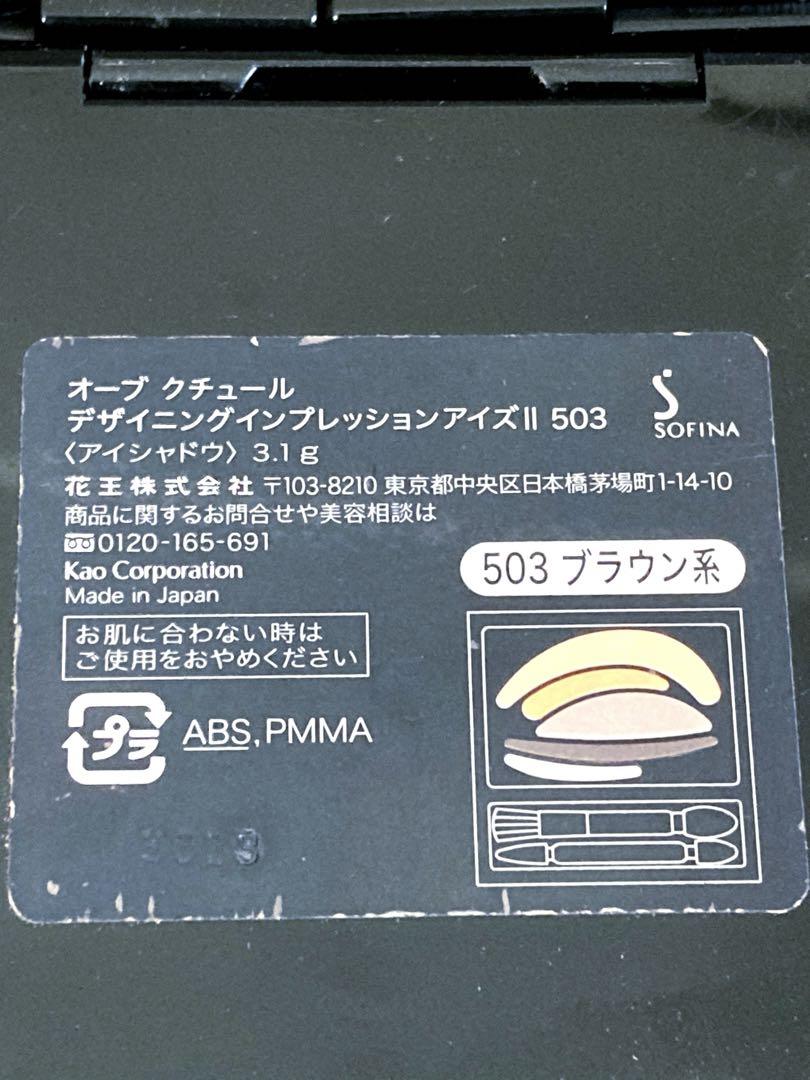 オーブ クチュール
デザイニングインプレッションアイズII 503
〈アイシャドウ〉 3.1g
SOFINA
花王株式会社 〒103-8210 東京都中央区日本橋茅場町1-14-10
商品に関するお問合せや美容相談は
0120-165-691
Kao Corporation
Made in Japan
503 ブラウン系
お肌に合わない時は
ご使用をおやめください
プラ ABS, PMMA